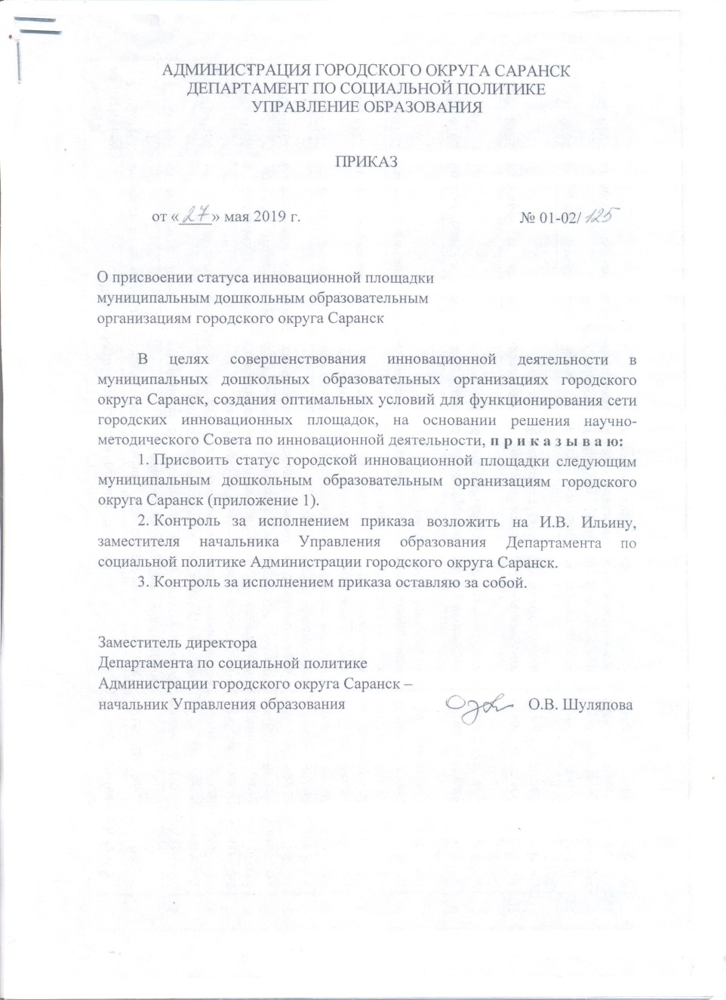 АДМИНИСТРАЦИЯ ГОРОДСКОГО ОКРУГА САРАНСК
ДЕПАРТАМЕНТ ПО СОЦИАЛЬНОЙ ПОЛИТИКЕ
УПРАВЛЕНИЕ ОБРАЗОВАНИЯ
ПРИКАЗ
от «27» мая 2019 г. № 01-02/125
О присвоении статуса инновационной площадки
муниципальным дошкольным образовательным
организациям городского округа Саранск
В целях совершенствования инновационной деятельности в
муниципальных дошкольных образовательных организациях городского
округа Саранск, создания оптимальных условий для функционирования сети
городских инновационных площадок, на основании решения научно-
методического Совета по инновационной деятельности, п р и к а з ы в а ю:
1. Присвоить статус городской инновационной площадки следующим
муниципальным дошкольным образовательным организациям городского
округа Саранск (приложение 1).
2. Контроль за исполнением приказа возложить на И.В. Ильину,
заместителя начальника Управления образования Департамента по
социальной политике Администрации городского округа Саранск.
3. Контроль за исполнением приказа оставляю за собой.
Заместитель директора
Департамента по социальной политике
Администрации городского округа Саранск –
начальник Управления образования О.В. Шуляпова